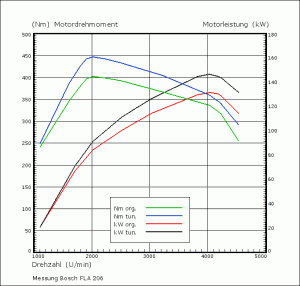 (Nm) Motordrehmoment Motorleistung (kW)
500 180
450 160
400 140
350 120
300
250 100
200 80
150 60
100 40
50 20
0 0
1000 2000 3000 4000 5000
Nm org.
Nm tun.
kW org.
kW tun.
Drehzahl (U/min)
Messung Bosch FLA 206